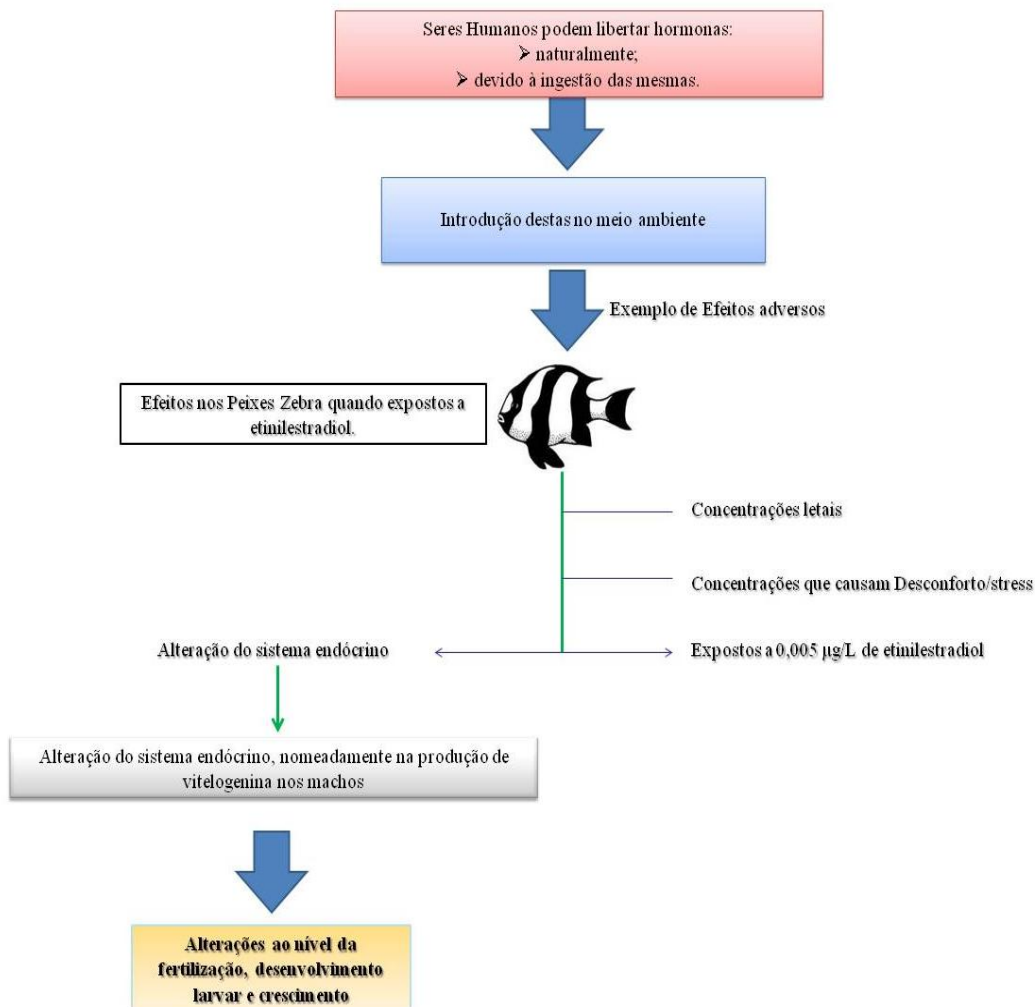 Seres Humanos podem libertar hormonas:
➢ naturalmente;
➢ devido à ingestão das mesmas.
Introdução destas no meio ambiente
Exemplo de Efeitos adversos
Efeitos nos Peixes Zebra quando expostos a
etinilestradiol.
Concentrações letais
Concentrações que causam Desconforto/stress
Alteração do sistema endócrino
Expostos a 0,005 µg/L de etinilestradiol
Alteração do sistema endócrino, nomeadamente na produção de
vitelogenina nos machos
Alterações ao nível da
fertilização, desenvolvimento
larvar e crescimento